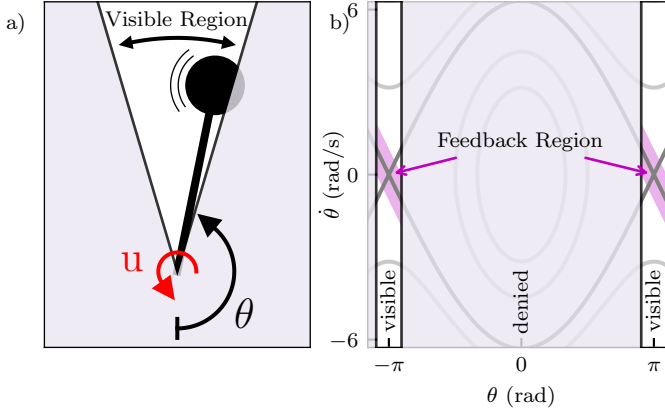 a)
Visible Region
u
θ
b)
6
0
−6
θ̇ (rad/s)
Feedback Region
visible
denied
visible
−π
0
π
θ (rad)